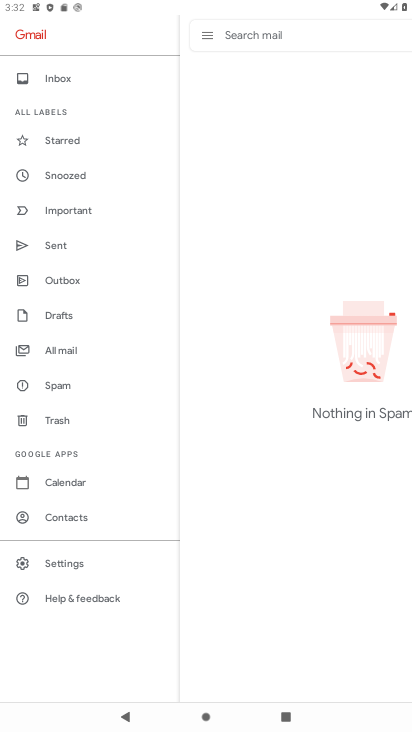 3:32
Gmail
Search mail
Inbox
ALL LABELS
Starred
Snoozed
Important
Sent
Outbox
Drafts
All mail
Spam
Trash
Nothing in Spam
GOOGLE APPS
Calendar
Contacts
Settings
Help & feedback